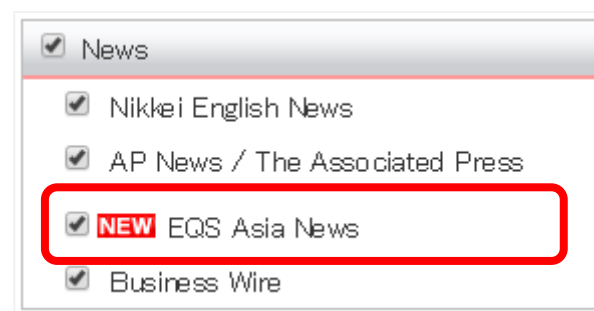 News
Nikkei English News
AP News / The Associated Press
NEW EQS Asia News
Business Wire